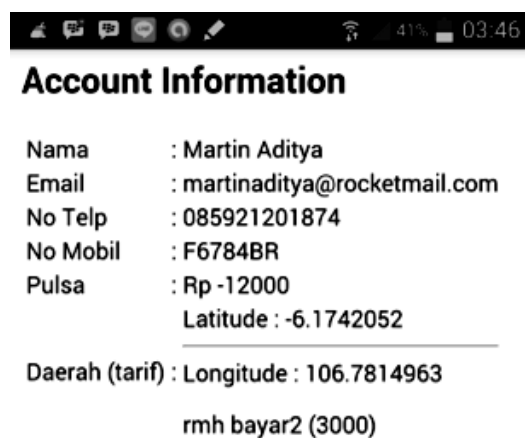 41% 03:46
Account Information
Nama : Martin Aditya
Email : martinaditya@rocketmail.com
No Telp : 085921201874
No Mobil : F6784BR
Pulsa : Rp -12000
Latitude : -6.1742052
Daerah (tarif) : Longitude : 106.7814963
rmh bayar2 (3000)